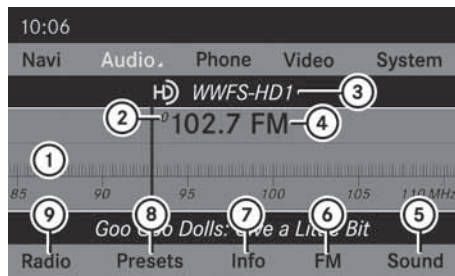 10:06
Navi Audio Phone Video System
HD WWFS-HD1 3
2 0 102.7 FM 4
1
85 90 95 100 105 110 MHz
9 8 7 6 5
Goo Goo Dolls: Give a Little Bit
Radio Presets Info FM Sound